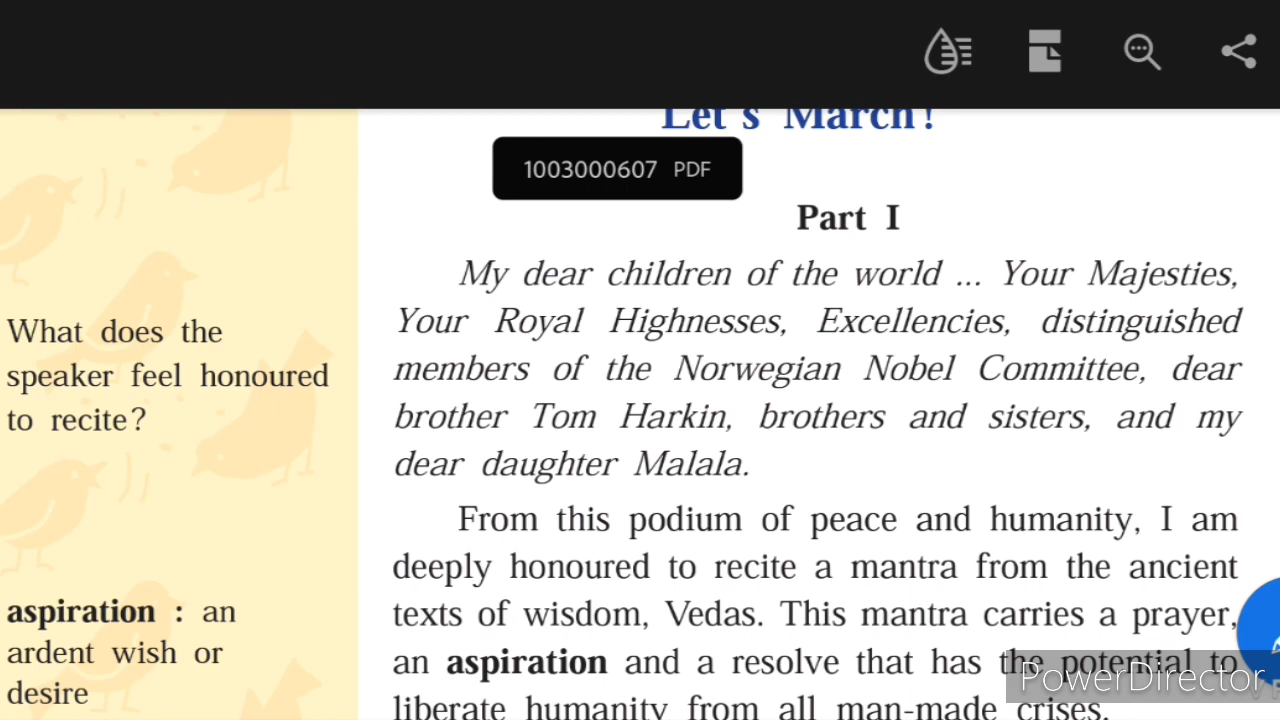 Let's March!
1003000607 PDF
Part I
My dear children of the world ... Your Majesties,
Your Royal Highnesses, Excellencies, distinguished
members of the Norwegian Nobel Committee, dear
brother Tom Harkin, brothers and sisters, and my
dear daughter Malala.
From this podium of peace and humanity, I am
deeply honoured to recite a mantra from the ancient
texts of wisdom, Vedas. This mantra carries a prayer,
an aspiration and a resolve that has the potential to
liberate humanity from all man-made crises.
What does the
speaker feel honoured
to recite?
aspiration : an
ardent wish or
desire
PowerDirector